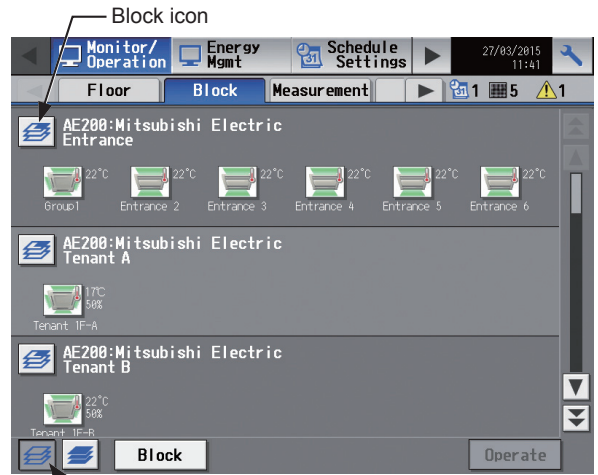 Block icon
Monitor/
Operation
Energy
Mgmt
31
Schedule
Settings
27/03/2015
11:41
Floor
Block
Measurement
31
1
5
1
AE200:Mitsubishi Electric
Entrance
22°C
22°C
22°C
22°C
22°C
22°C
Group1
Entrance 2
Entrance 3
Entrance 4
Entrance 5
Entrance 6
AE200:Mitsubishi Electric
Tenant A
17°C
50%
Tenant 1F-A
AE200:Mitsubishi Electric
Tenant B
22°C
50%
Tenant 1F-B
Block
Operate